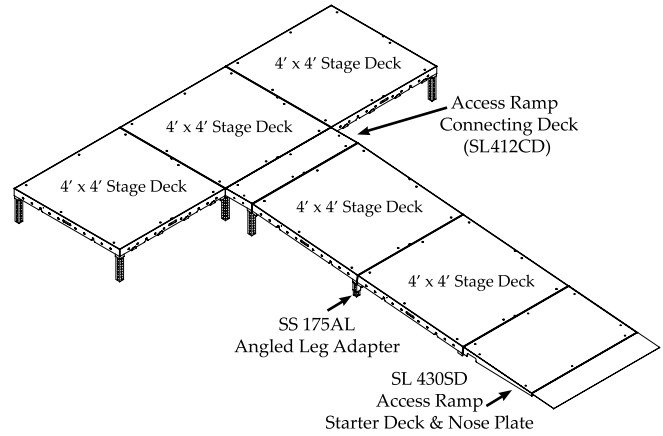 4’ x 4’ Stage Deck
4’ x 4’ Stage Deck
4’ x 4’ Stage Deck
Access Ramp
Connecting Deck
(SL412CD)
4’ x 4’ Stage Deck
4’ x 4’ Stage Deck
SS 175AL
Angled Leg Adapter
SL 430SD
Access Ramp
Starter Deck & Nose Plate